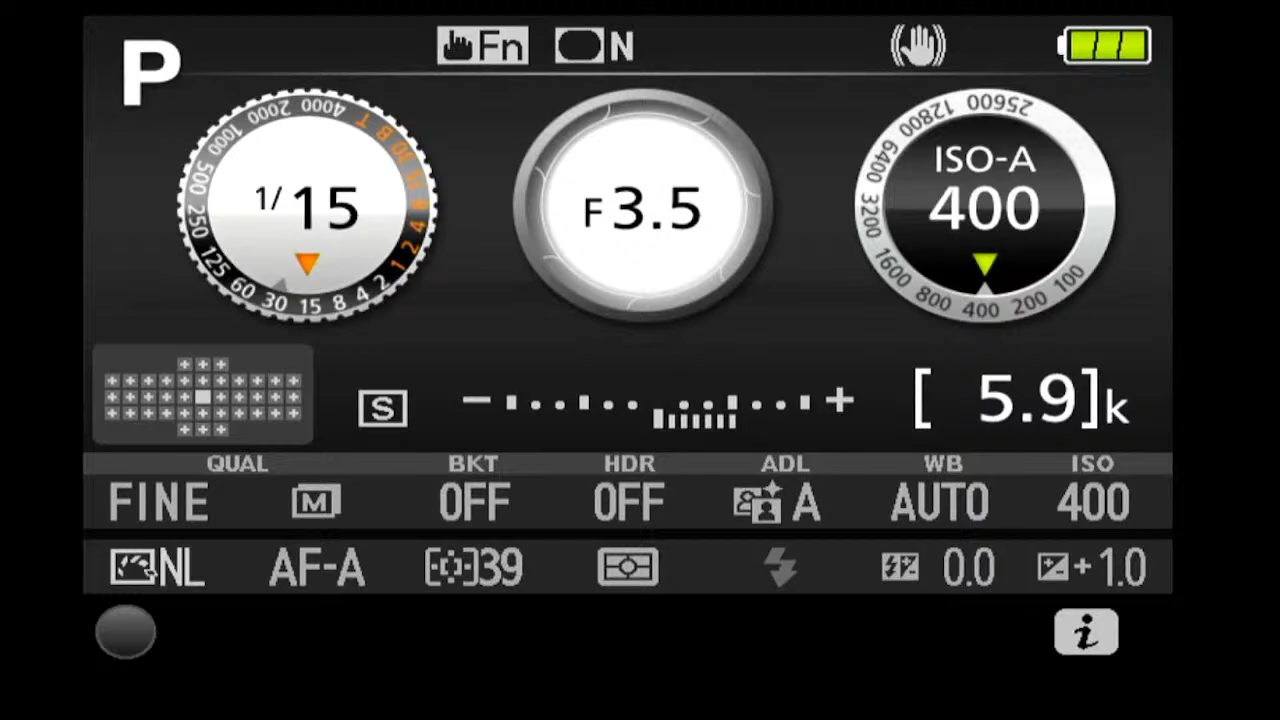 P Fn N
4000 2000 1000 500 250 125 60 30 15 8 4 2 1 2 4 8 15 30 B T
1/15
F3.5
25600 12800 6400 3200 1600 800 400 200 100
ISO-A
400
S − + [ 5.9]k
QUAL BKT HDR ADL WB ISO
FINE M OFF OFF A AUTO 400
NL AF-A 39 0.0 +1.0
i